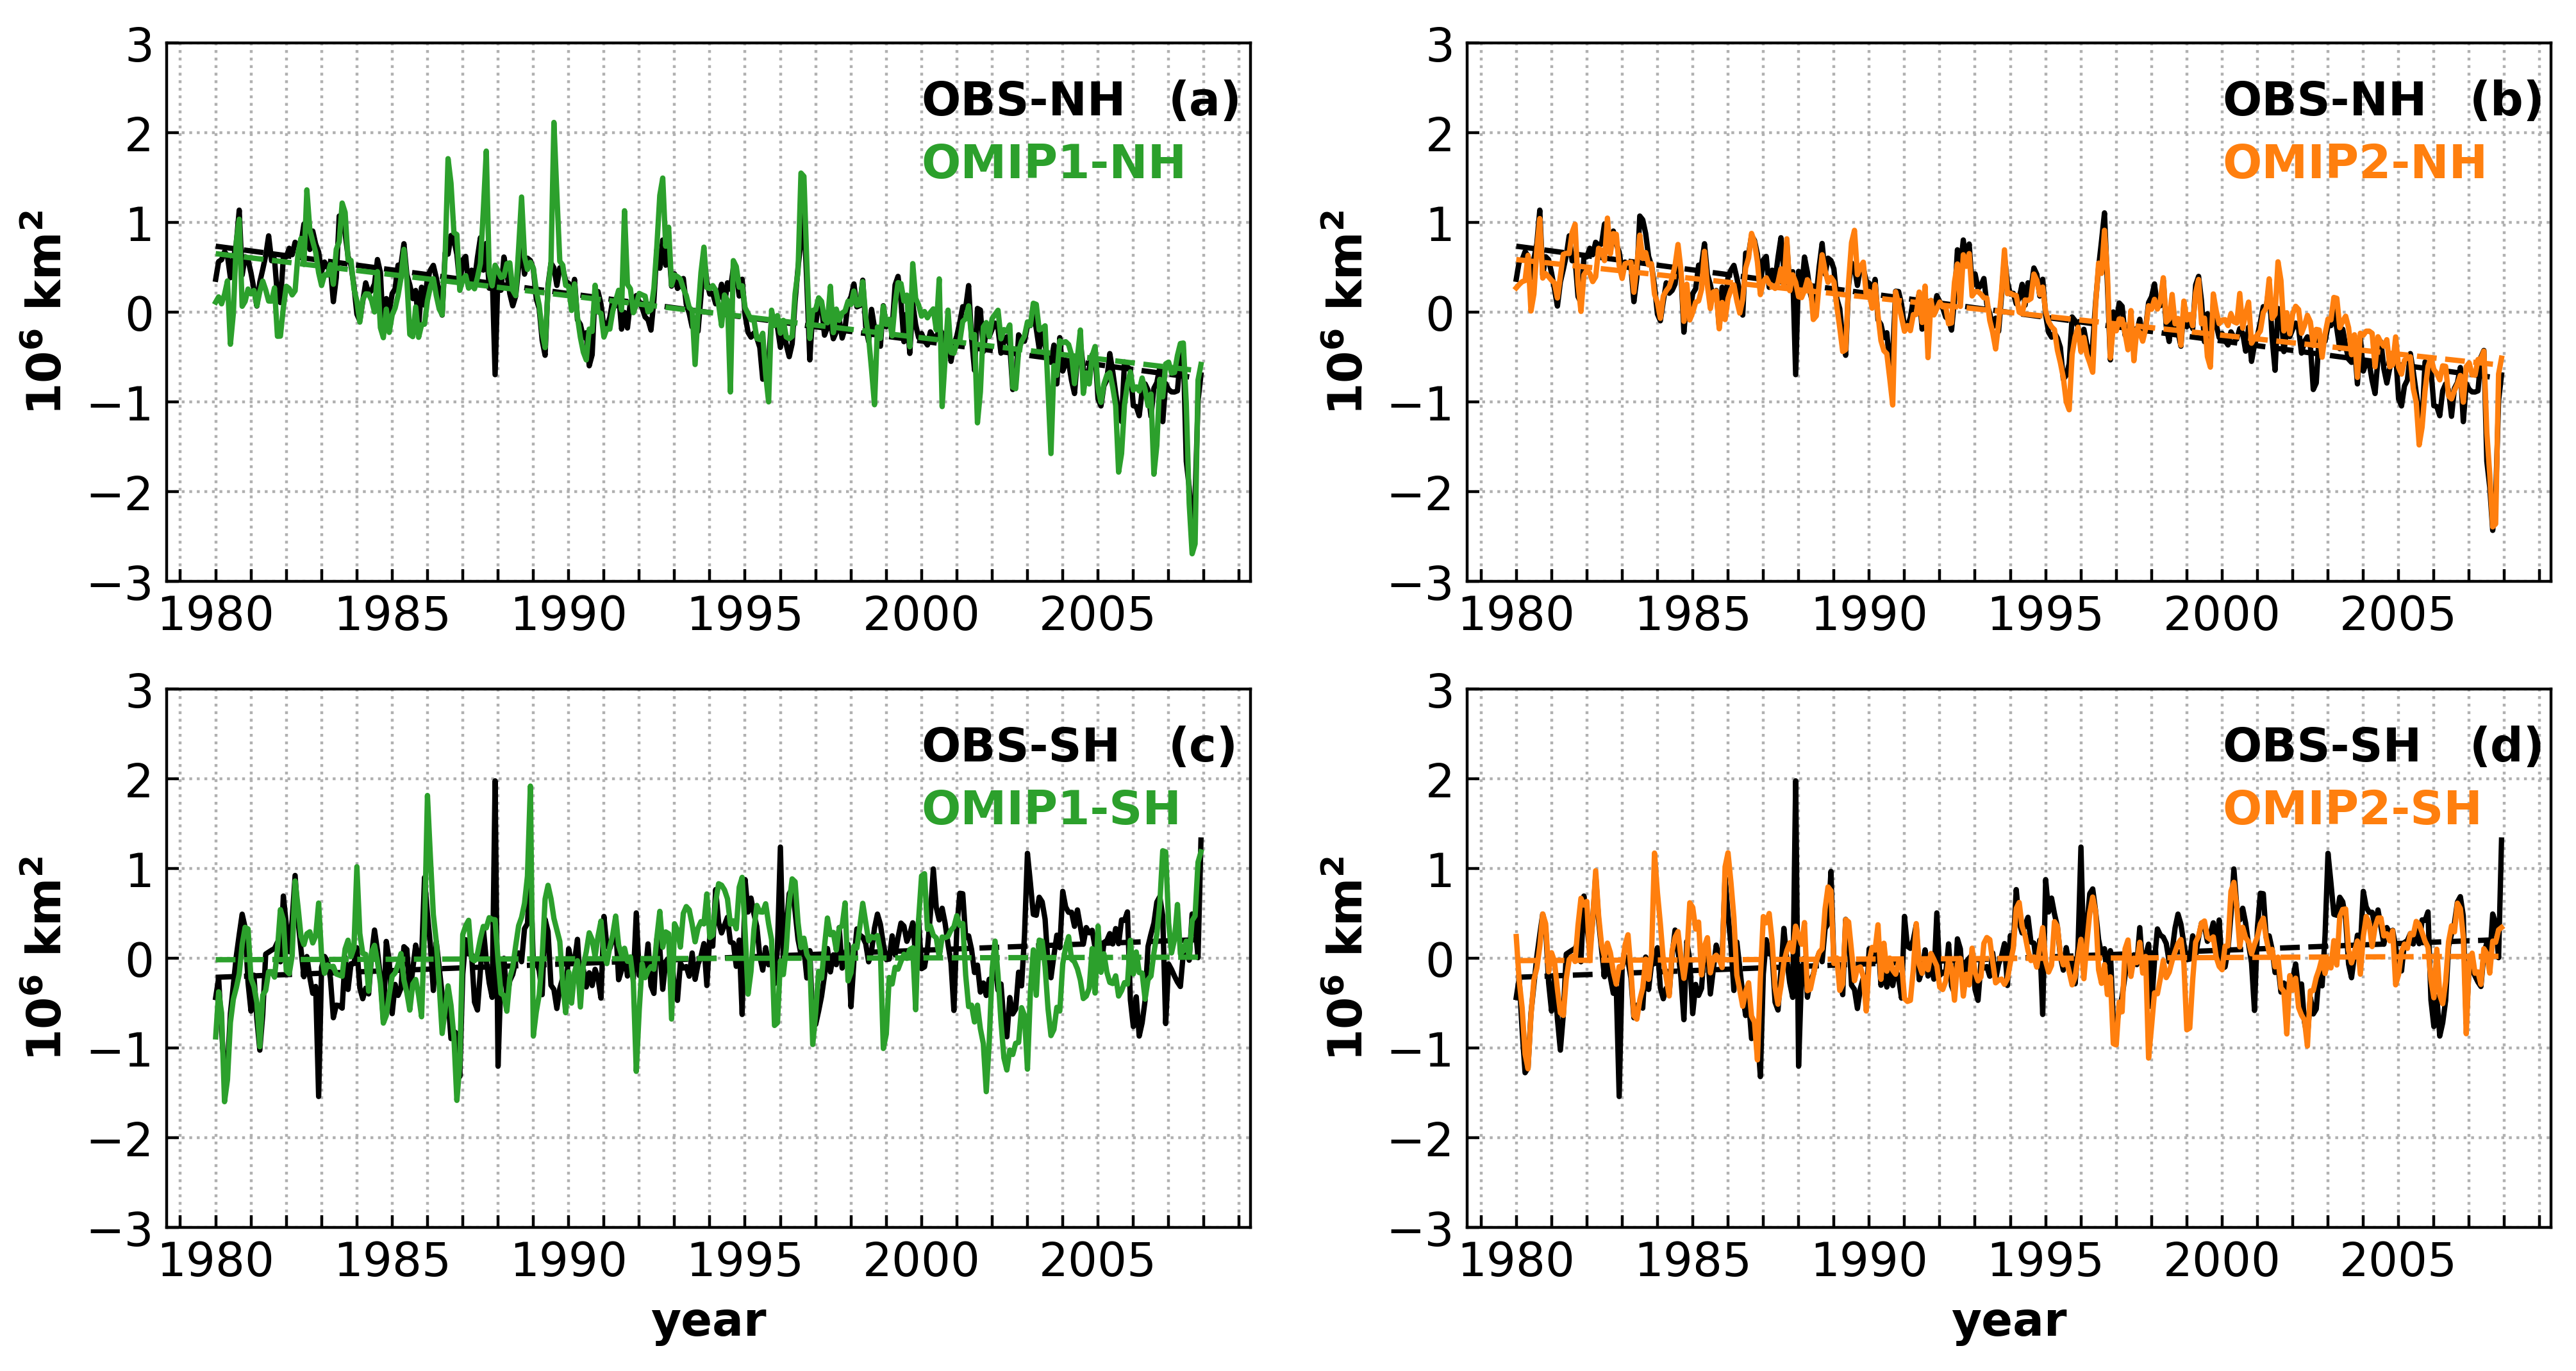 3
2
1
0
−1
−2
−3
10⁶ km²
OBS-NH (a)
OMIP1-NH
1980 1985 1990 1995 2000 2005
3
2
1
0
−1
−2
−3
10⁶ km²
OBS-NH (b)
OMIP2-NH
1980 1985 1990 1995 2000 2005
3
2
1
0
−1
−2
−3
10⁶ km²
OBS-SH (c)
OMIP1-SH
1980 1985 1990 1995 2000 2005
year
3
2
1
0
−1
−2
−3
10⁶ km²
OBS-SH (d)
OMIP2-SH
1980 1985 1990 1995 2000 2005
year